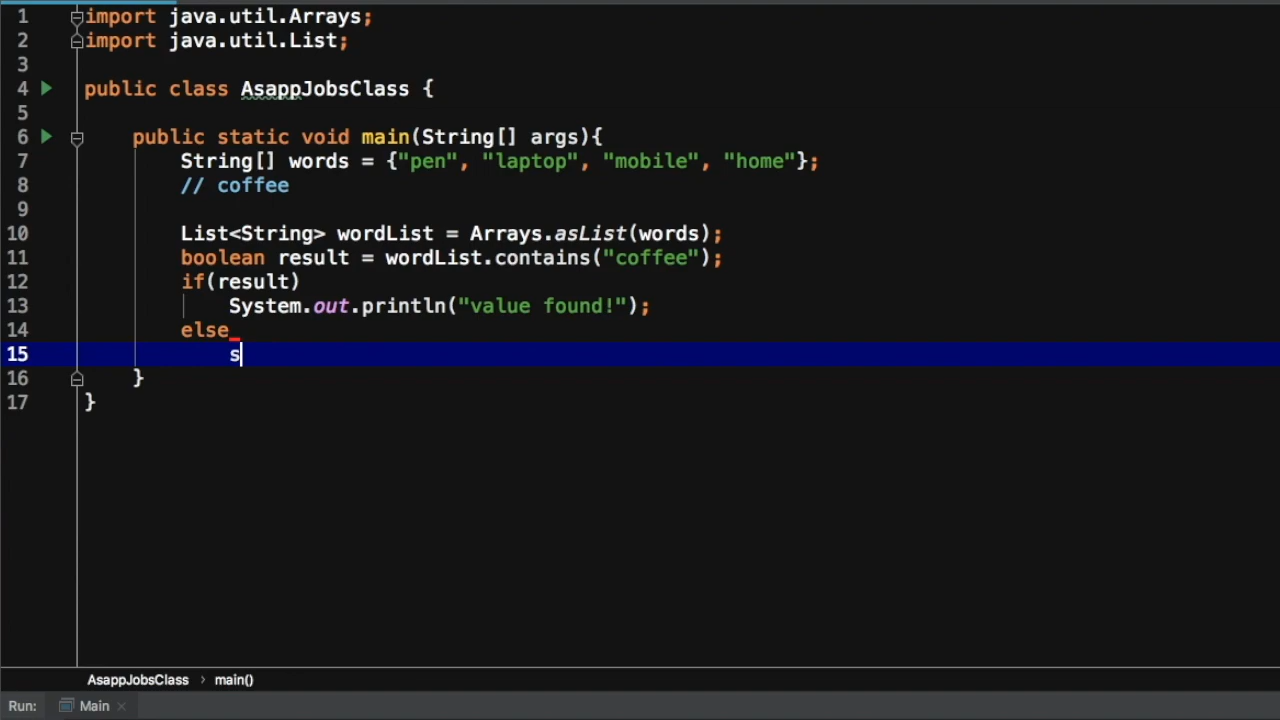 1 import java.util.Arrays;
2 import java.util.List;
3
4 public class AsappJobsClass {
5
6 public static void main(String[] args){
7 String[] words = {"pen", "laptop", "mobile", "home"};
8 // coffee
9
10 List<String> wordList = Arrays.asList(words);
11 boolean result = wordList.contains("coffee");
12 if(result)
13 System.out.println("value found!");
14 else
15 s
16 }
17 }
AsappJobsClass › main()
Run: Main ×